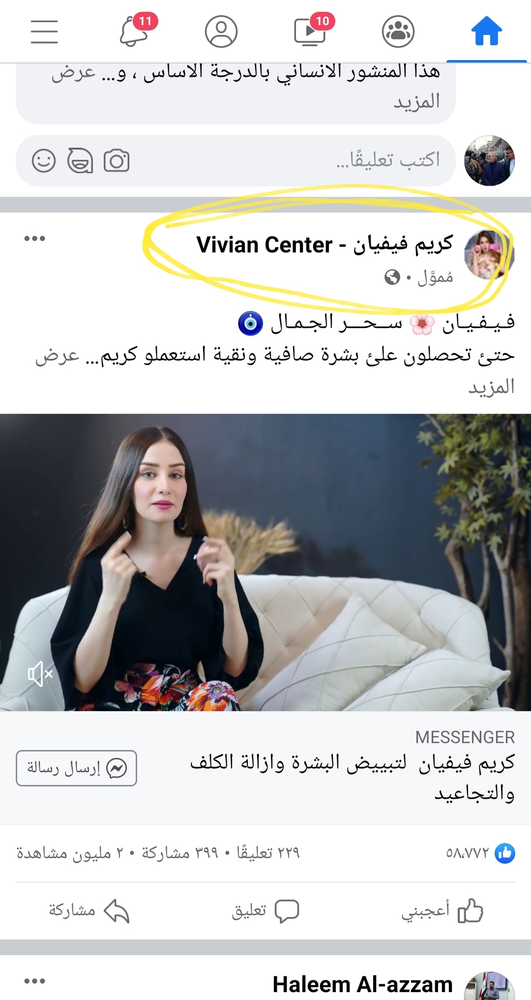 11
10
هذا المنشور الانساني بالدرجة الاساس ، و... عرض
المزيد
اكتب تعليقًا...
كريم فيفيان - Vivian Center
مُموَّل •
فـيـفـيـان 🌸 سـحـــر الجـمـال 🧿
حتئ تحصلون علئ بشرة صافية ونقية استعملو كريم... عرض
المزيد
MESSENGER
كريم فيفيان لتبييض البشرة وازالة الكلف
والتجاعيد
إرسال رسالة
٥٨٬٧٧٢
٢٢٩ تعليقًا • ٣٩٩ مشاركة • ٢ مليون مشاهدة
أعجبني
تعليق
مشاركة
Haleem Al-azzam